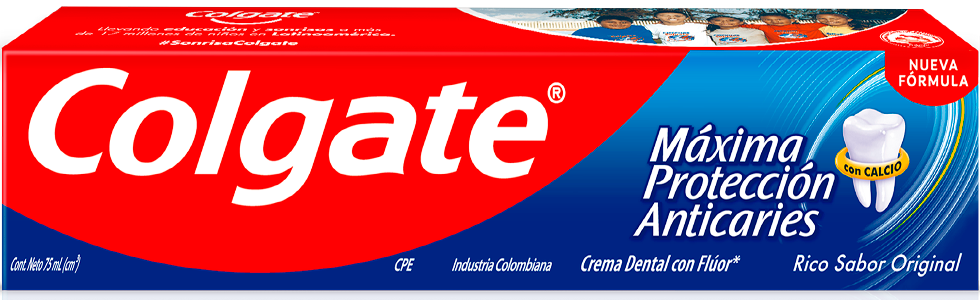 Colgate
Llevando educación y sonrisas a más
de 1,7 millones de niños en Latinoamérica.
#SonrisaColgate
NUEVA
FÓRMULA
Colgate®
Máxima
Protección
Anticaries
con CALCIO
Cont. Neto 75 mL (cm³)
CPE
Industria Colombiana
Crema Dental con Flúor*
Rico Sabor Original